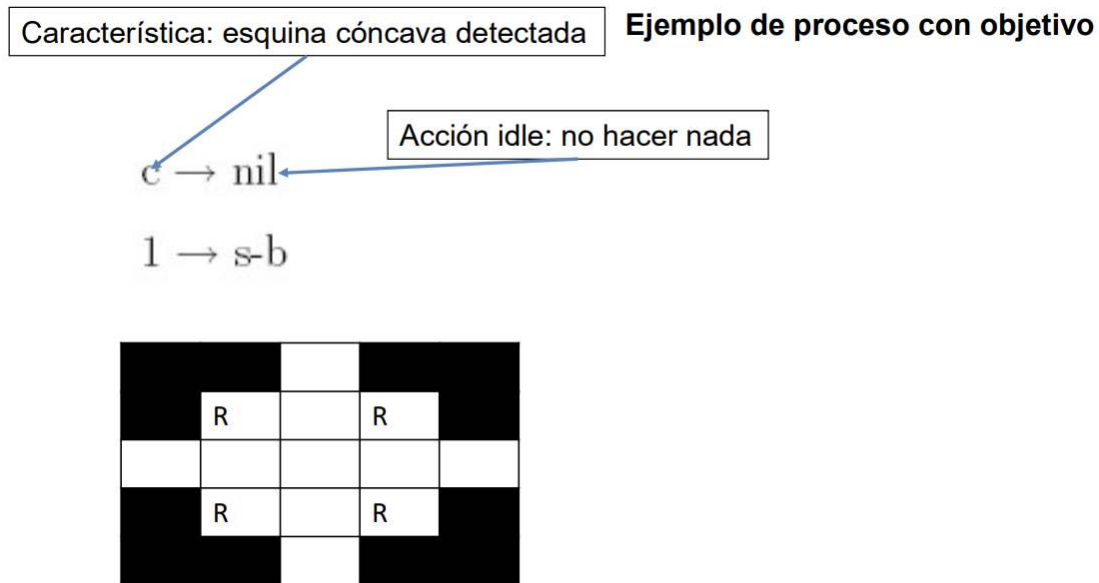 Característica: esquina cóncava detectada
Ejemplo de proceso con objetivo
Acción idle: no hacer nada
c → nil
1 → s-b
R R
R R